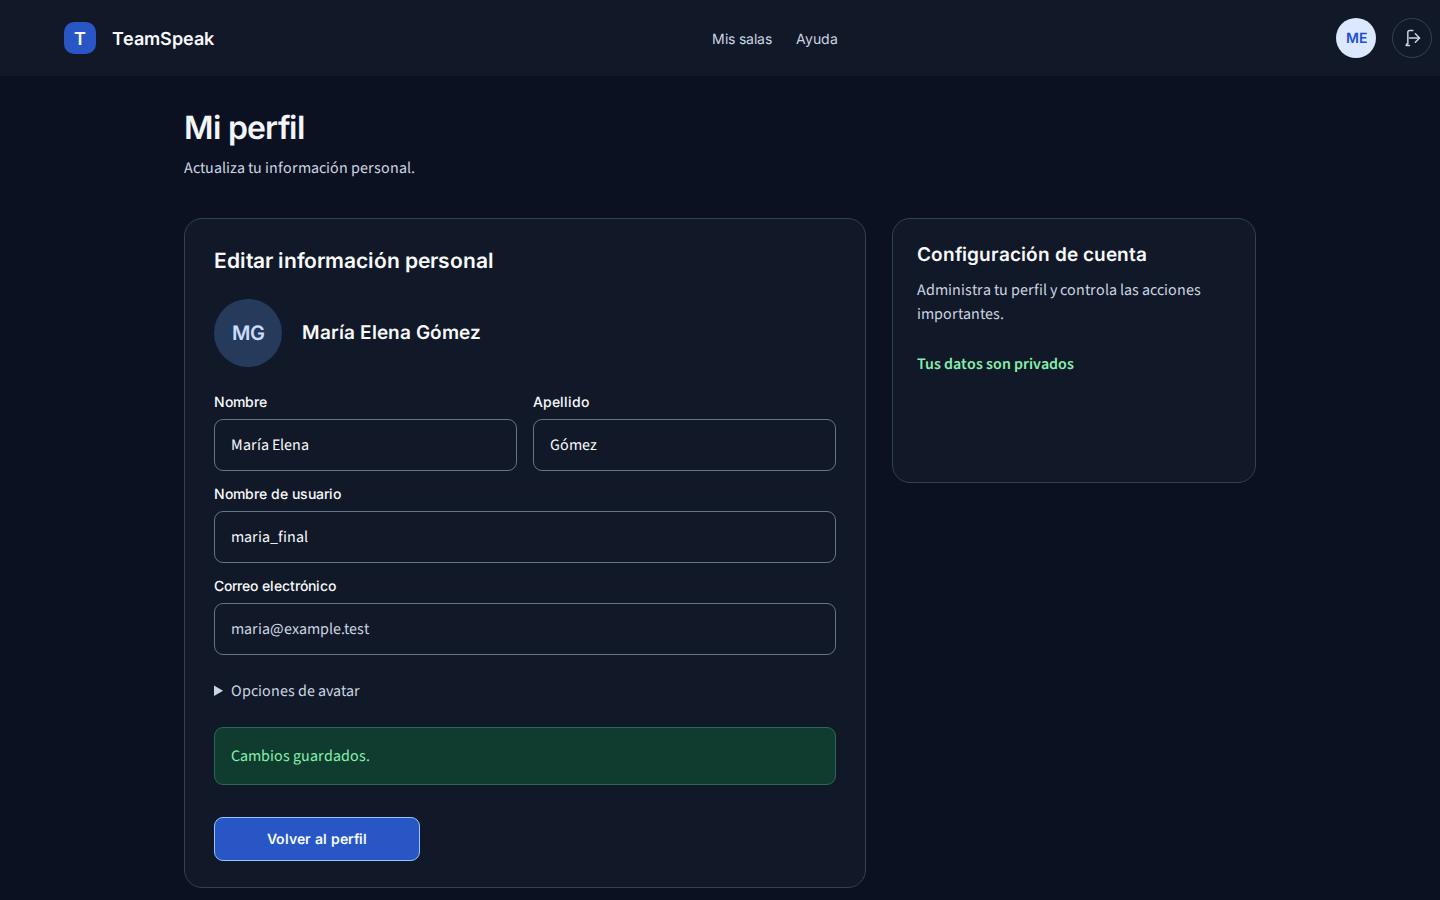 T TeamSpeak
Mis salas Ayuda
ME
Mi perfil
Actualiza tu información personal.
Editar información personal
MG
María Elena Gómez
Nombre
María Elena
Apellido
Gómez
Nombre de usuario
maria_final
Correo electrónico
maria@example.test
Opciones de avatar
Cambios guardados.
Volver al perfil
Configuración de cuenta
Administra tu perfil y controla las acciones
importantes.
Tus datos son privados